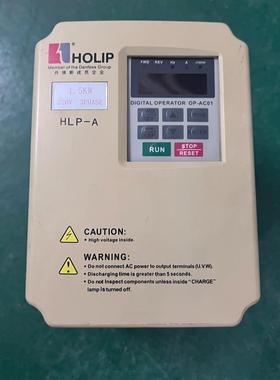 HOLIP
Member of the Danfoss Group
丹佛斯集团成员企业
1.5KW
220V 3PHASE
HLP-A
FWD REV Hz A r/min
DIGITAL OPERATOR OP-AC01
RUN
STOP
RESET
CAUTION:
High voltage inside.
WARNING:
Do not connect AC power to output terminals (U.V.W).
Discharging time is greater than 5 seconds.
Do not Inspect components unless inside "CHARGE"
lamp is turned off.